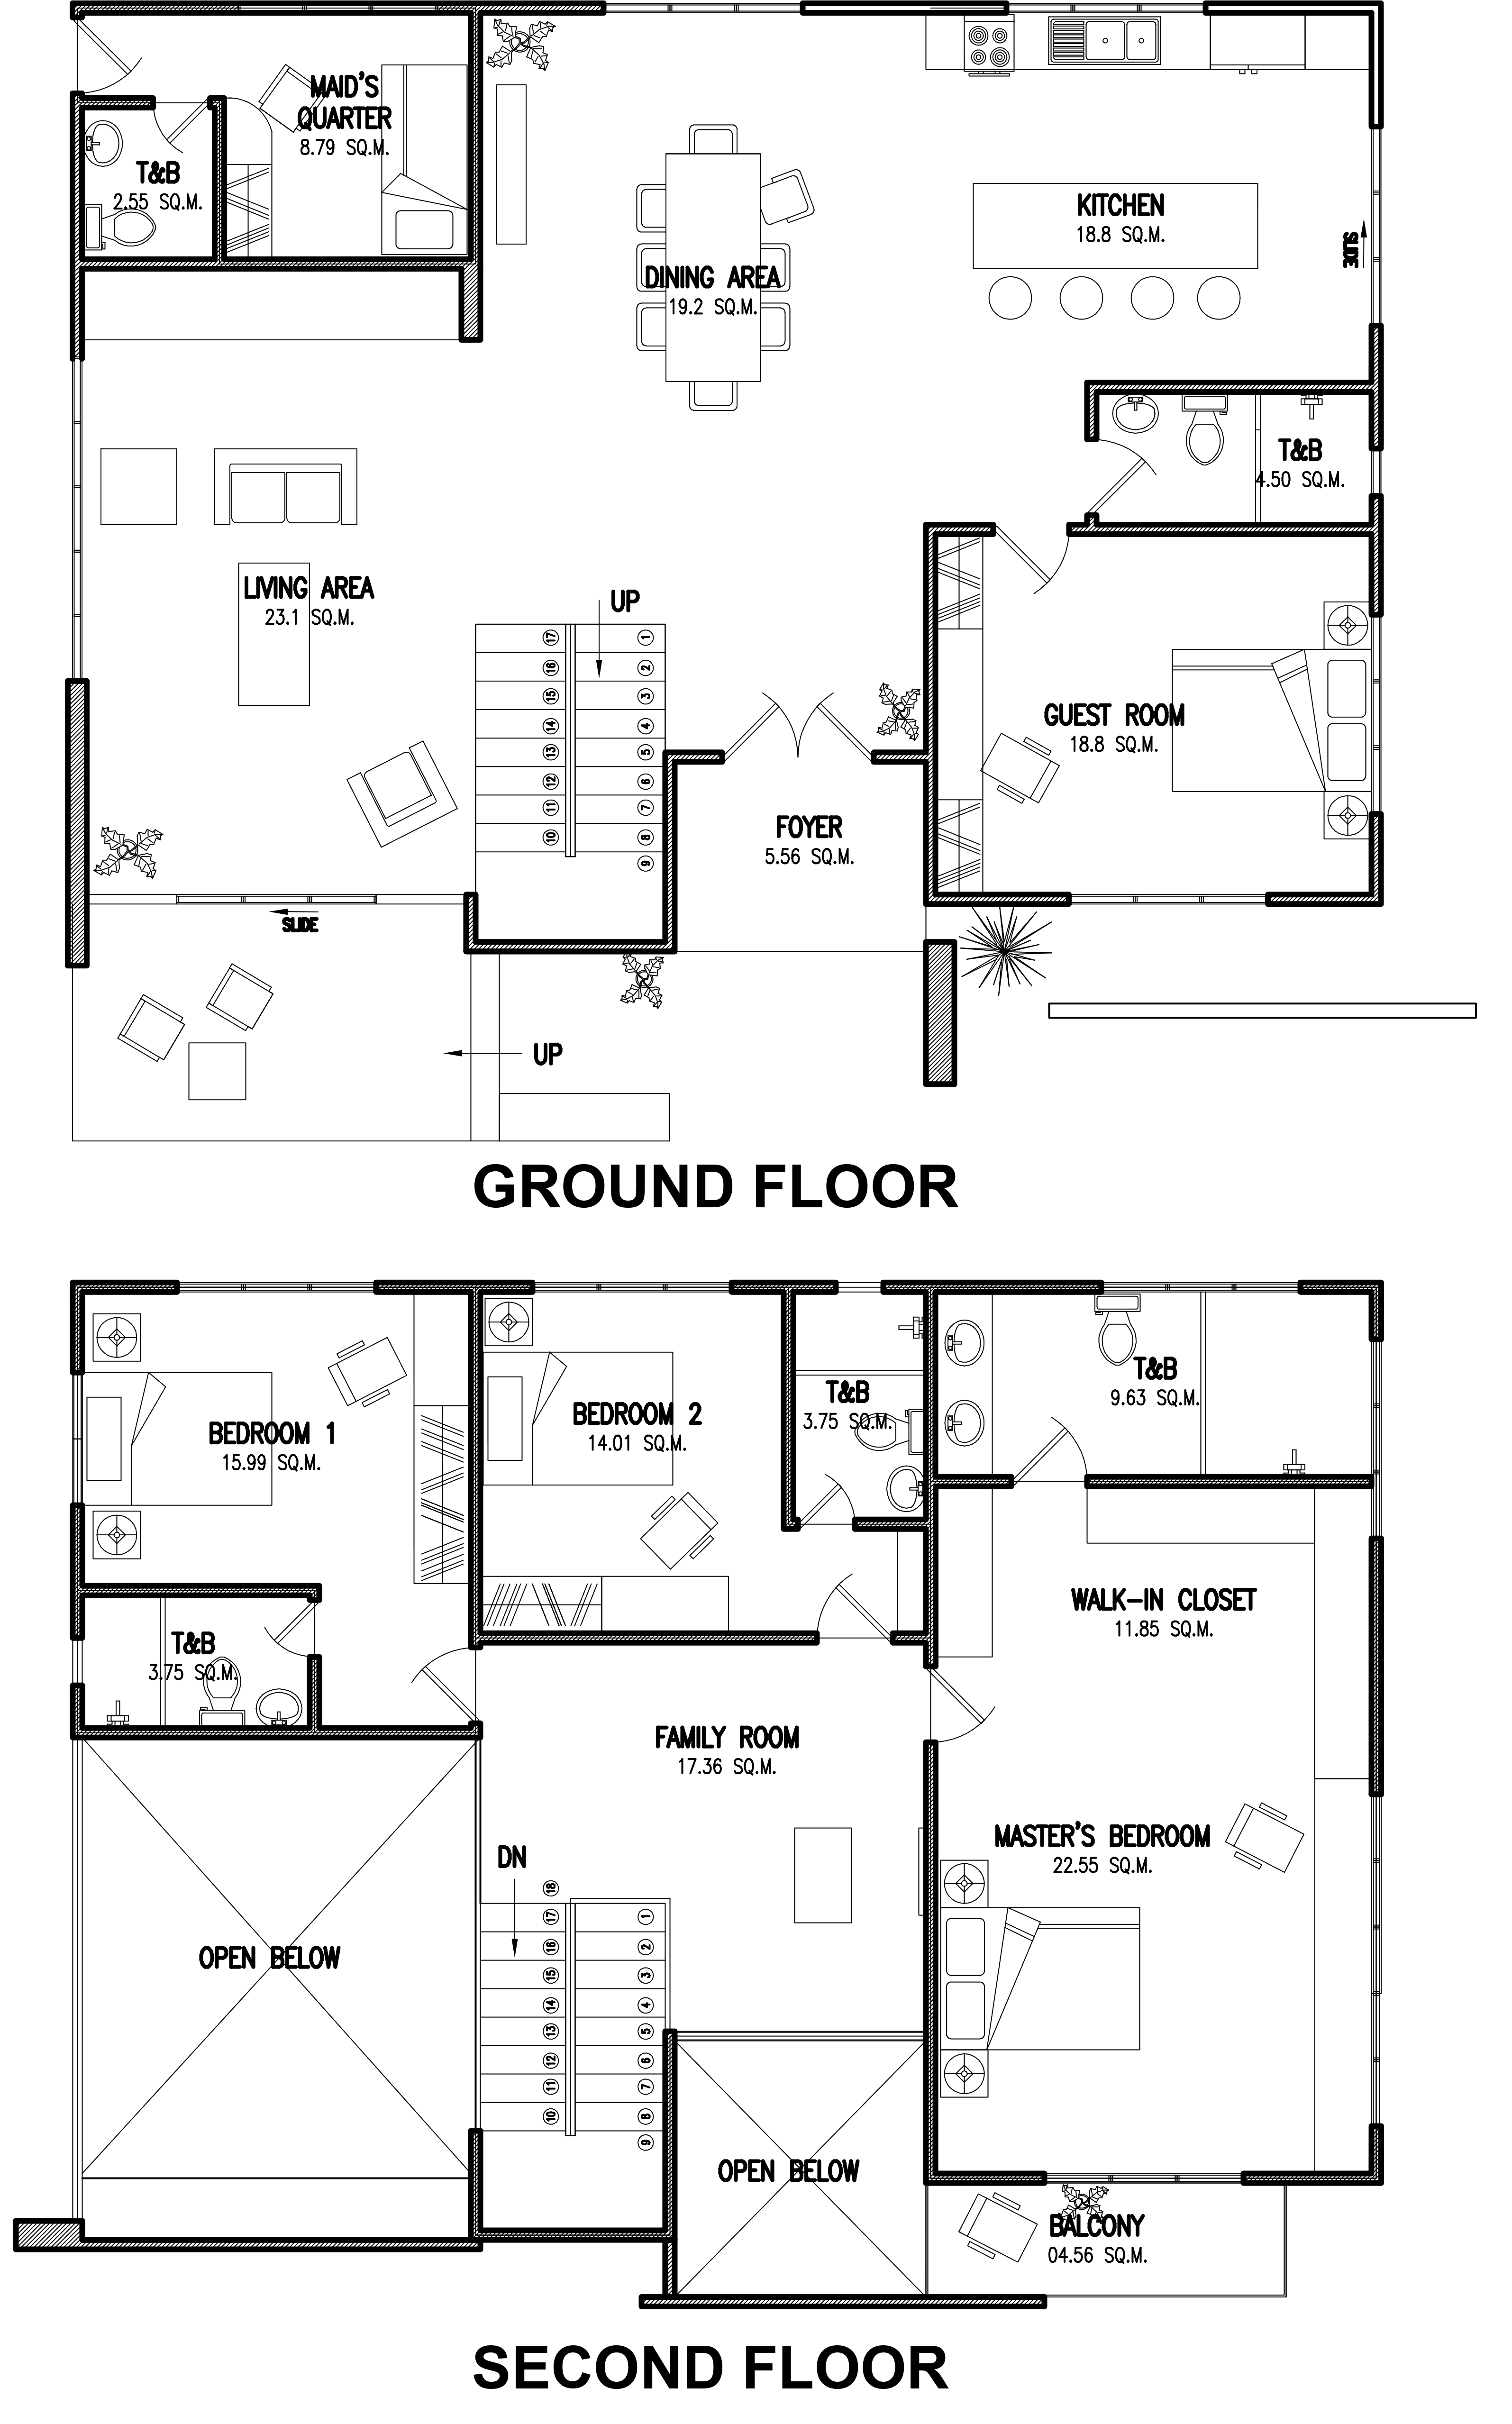 MAID'S
QUARTER
8.79 SQ.M.
T&B
2.55 SQ.M.
KITCHEN
18.8 SQ.M.
SLIDE
DINING AREA
19.2 SQ.M.
T&B
4.50 SQ.M.
LIVING AREA
23.1 SQ.M.
UP
17 1
16 2
15 3
14 4
13 5
12 6
11 7
10 8
9
GUEST ROOM
18.8 SQ.M.
FOYER
5.56 SQ.M.
SLIDE
UP
GROUND FLOOR
T&B
9.63 SQ.M.
T&B
3.75 SQ.M.
BEDROOM 2
14.01 SQ.M.
BEDROOM 1
15.99 SQ.M.
WALK-IN CLOSET
11.85 SQ.M.
T&B
3.75 SQ.M.
FAMILY ROOM
17.36 SQ.M.
MASTER'S BEDROOM
22.55 SQ.M.
DN
18
17 1
16 2
15 3
14 4
13 5
12 6
11 7
10 8
9
OPEN BELOW
OPEN BELOW
BALCONY
04.56 SQ.M.
SECOND FLOOR